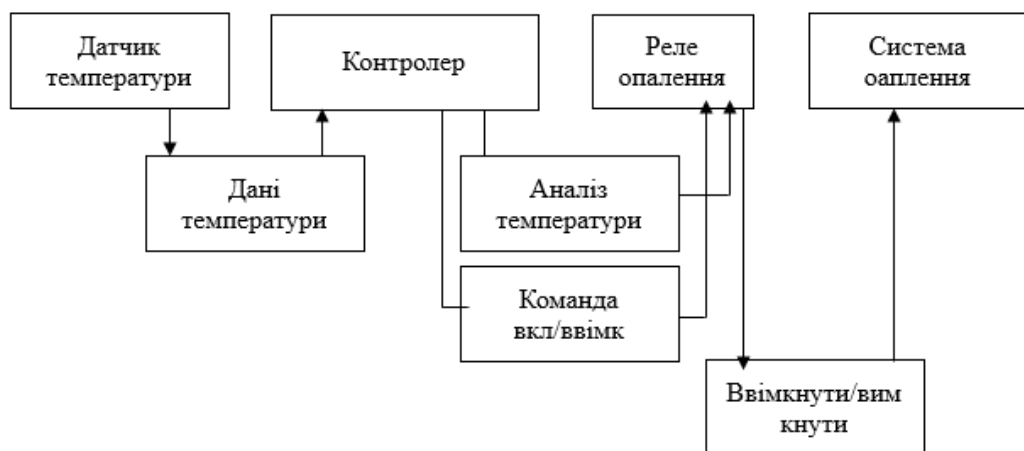 Датчик
температури
Контролер
Реле
опалення
Система
оаплення
Дані
температури
Аналіз
температури
Команда
вкл/ввімк
Ввімкнути/вим
кнути